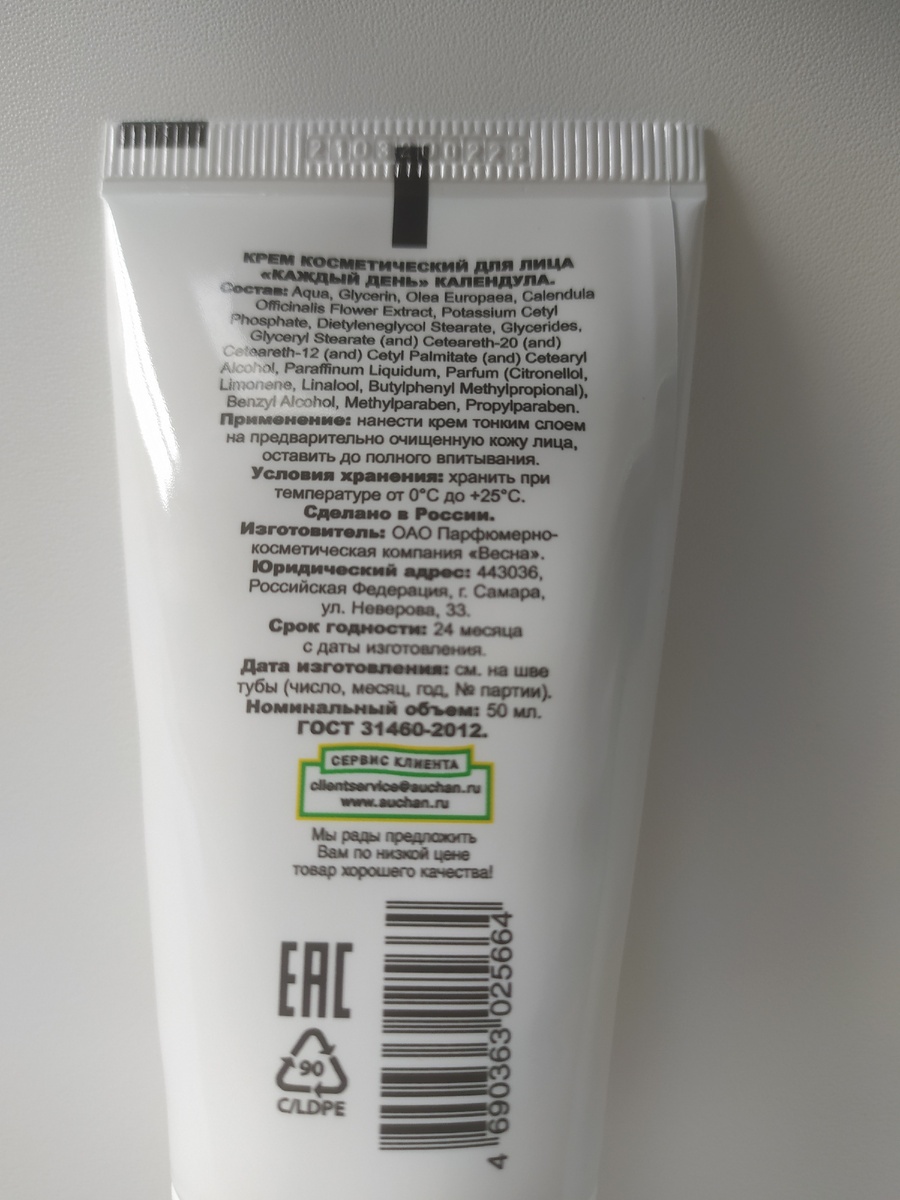 КРЕМ КОСМЕТИЧЕСКИЙ ДЛЯ ЛИЦА
«КАЖДЫЙ ДЕНЬ» КАЛЕНДУЛА.
Состав: Aqua, Glycerin, Olea Europaea, Calendula
Officinalis Flower Extract, Potassium Cetyl
Phosphate, Dietyleneglycol Stearate, Glycerides,
Glyceryl Stearate (and) Ceteareth-20 (and)
Ceteareth-12 (and) Cetyl Palmitate (and) Cetearyl
Alcohol, Paraffinum Liquidum, Parfum (Citronellol,
Limonene, Linalool, Butylphenyl Methylpropional),
Benzyl Alcohol, Methylparaben, Propylparaben.
Применение: нанести крем тонким слоем
на предварительно очищенную кожу лица,
оставить до полного впитывания.
Условия хранения: хранить при
температуре от 0°C до +25°C.
Сделано в России.
Изготовитель: ОАО Парфюмерно-
косметическая компания «Весна».
Юридический адрес: 443036,
Российская Федерация, г. Самара,
ул. Неверова, 33.
Срок годности: 24 месяца
с даты изготовления.
Дата изготовления: см. на шве
тубы (число, месяц, год, № партии).
Номинальный объем: 50 мл.
ГОСТ 31460-2012.
СЕРВИС КЛИЕНТА
clientservice@auchan.ru
www.auchan.ru
Мы рады предложить
Вам по низкой цене
товар хорошего качества!
EAC
90
C/LDPE
4 690363 025664